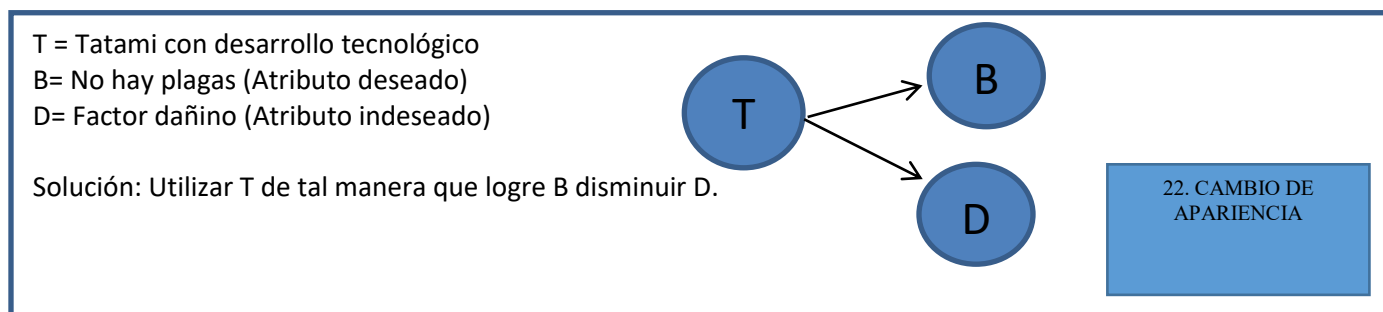 T = Tatami con desarrollo tecnológico
B= No hay plagas (Atributo deseado)
D= Factor dañino (Atributo indeseado)
Solución: Utilizar T de tal manera que logre B disminuir D.
T
B
D
22. CAMBIO DE
APARIENCIA